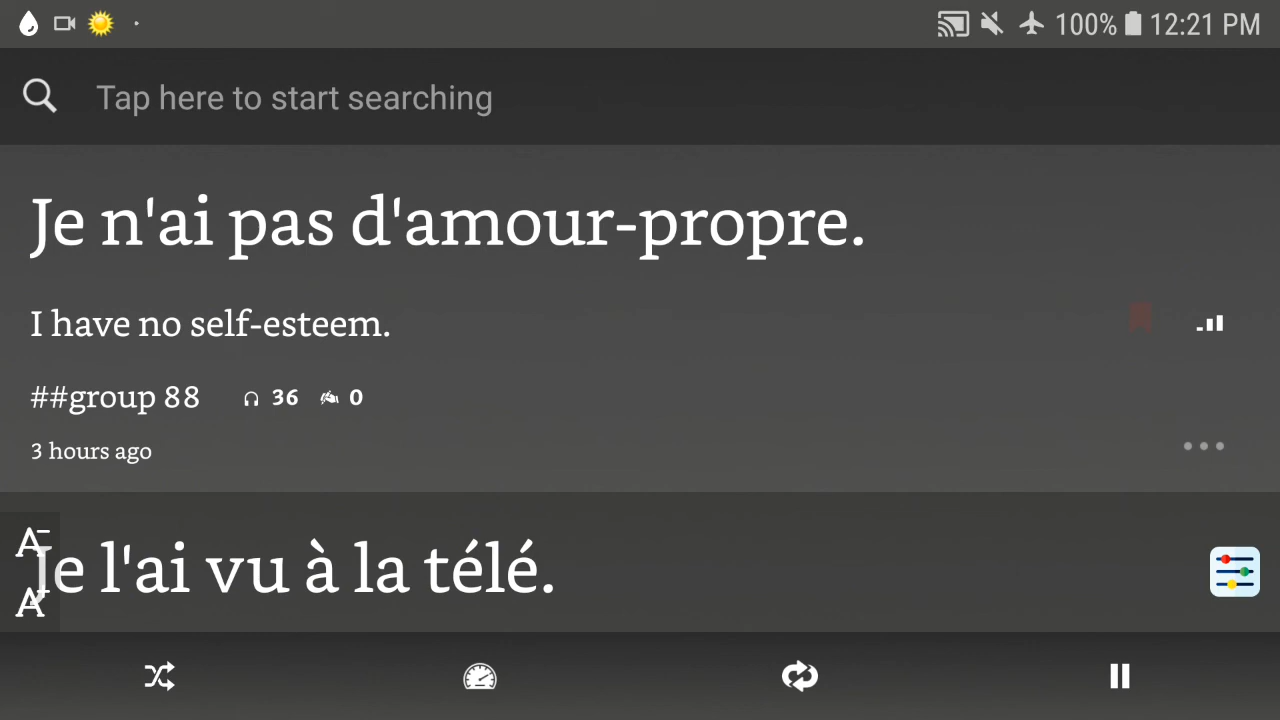 100% 12:21 PM
Tap here to start searching
Je n'ai pas d'amour-propre.
I have no self-esteem.
##group 88 36 0
3 hours ago
A-
Je l'ai vu à la télé.
A+